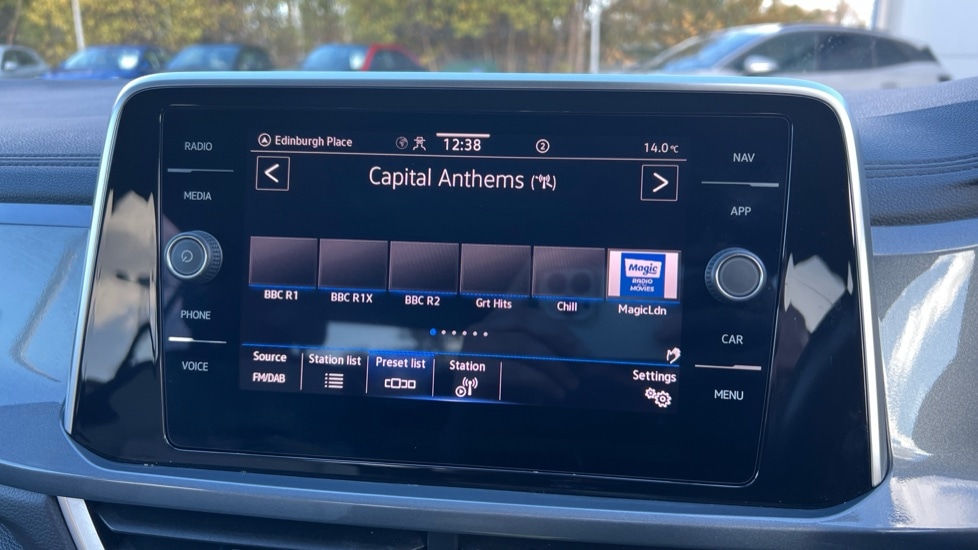 RADIO
MEDIA
PHONE
VOICE
Edinburgh Place
12:38
2
14.0°C
<
Capital Anthems
>
BBC R1
BBC R1X
BBC R2
Grt Hits
Chill
Magic
RADIO
at the
MOVIES
MagicLdn
Source
FM/DAB
Station list
Preset list
Station
Settings
NAV
APP
CAR
MENU